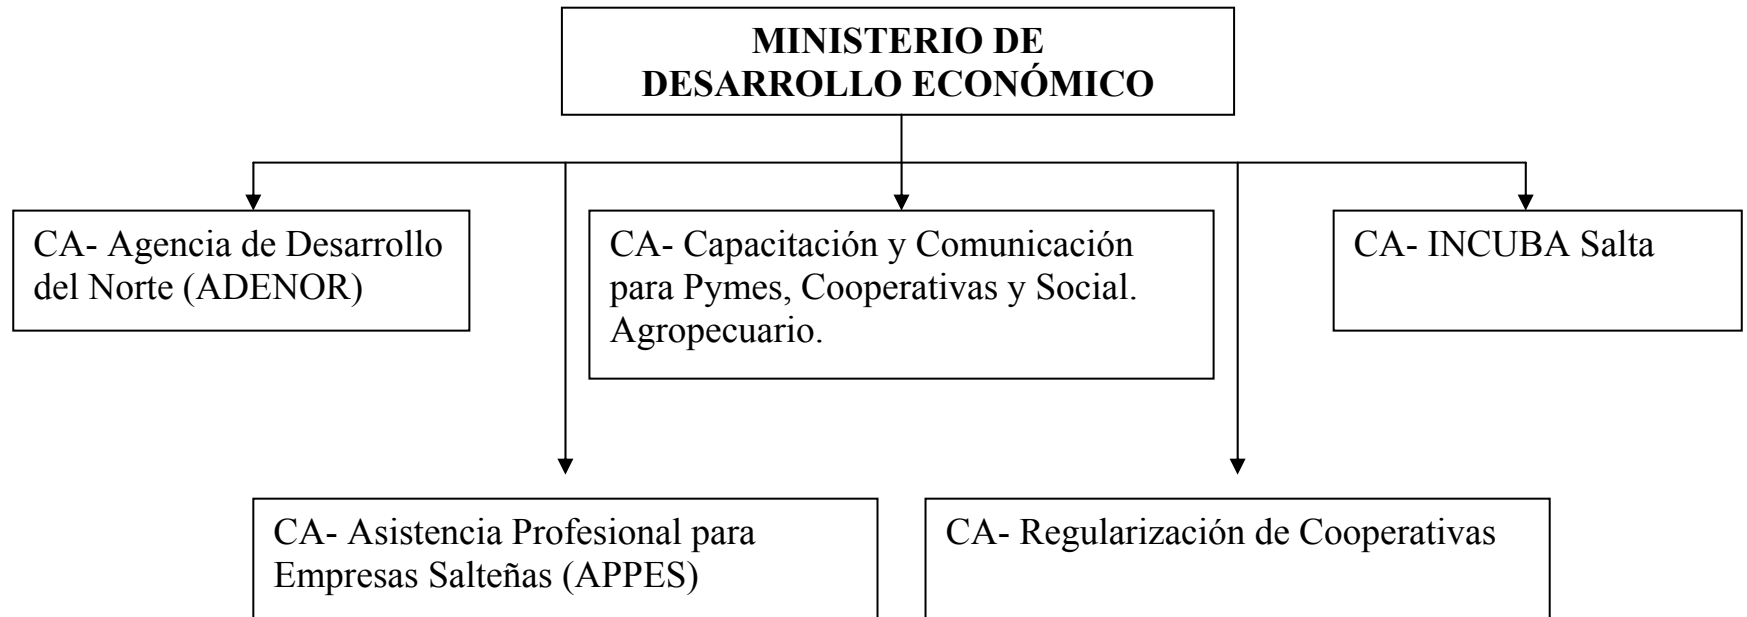 MINISTERIO DE
DESARROLLO ECONÓMICO
CA- Agencia de Desarrollo
del Norte (ADENOR)
CA- Capacitación y Comunicación
para Pymes, Cooperativas y Social.
Agropecuario.
CA- INCUBA Salta
CA- Asistencia Profesional para
Empresas Salteñas (APPES)
CA- Regularización de Cooperativas